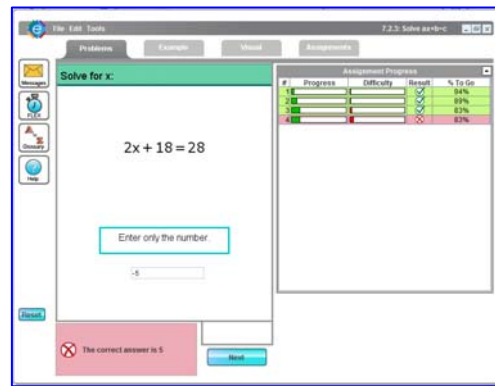 File Edit Tools
7.2.3: Solve ax+b=c
Problems
Example
Visual
Assignments
Messages
FLEX
Glossary
Help
Reset
Solve for x:
2x + 18 = 28
Enter only the number.
-5
The correct answer is 5
Next
Assignment Progress
# Progress Difficulty Result % To Go
1 94%
2 89%
3 83%
4 83%